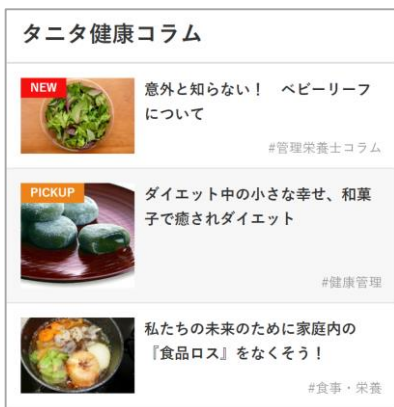 タニタ健康コラム
NEW
意外と知らない！　ベビーリーフ
について
#管理栄養士コラム
PICKUP
ダイエット中の小さな幸せ、和菓
子で癒されダイエット
#健康管理
私たちの未来のために家庭内の
『食品ロス』をなくそう！
#食事・栄養